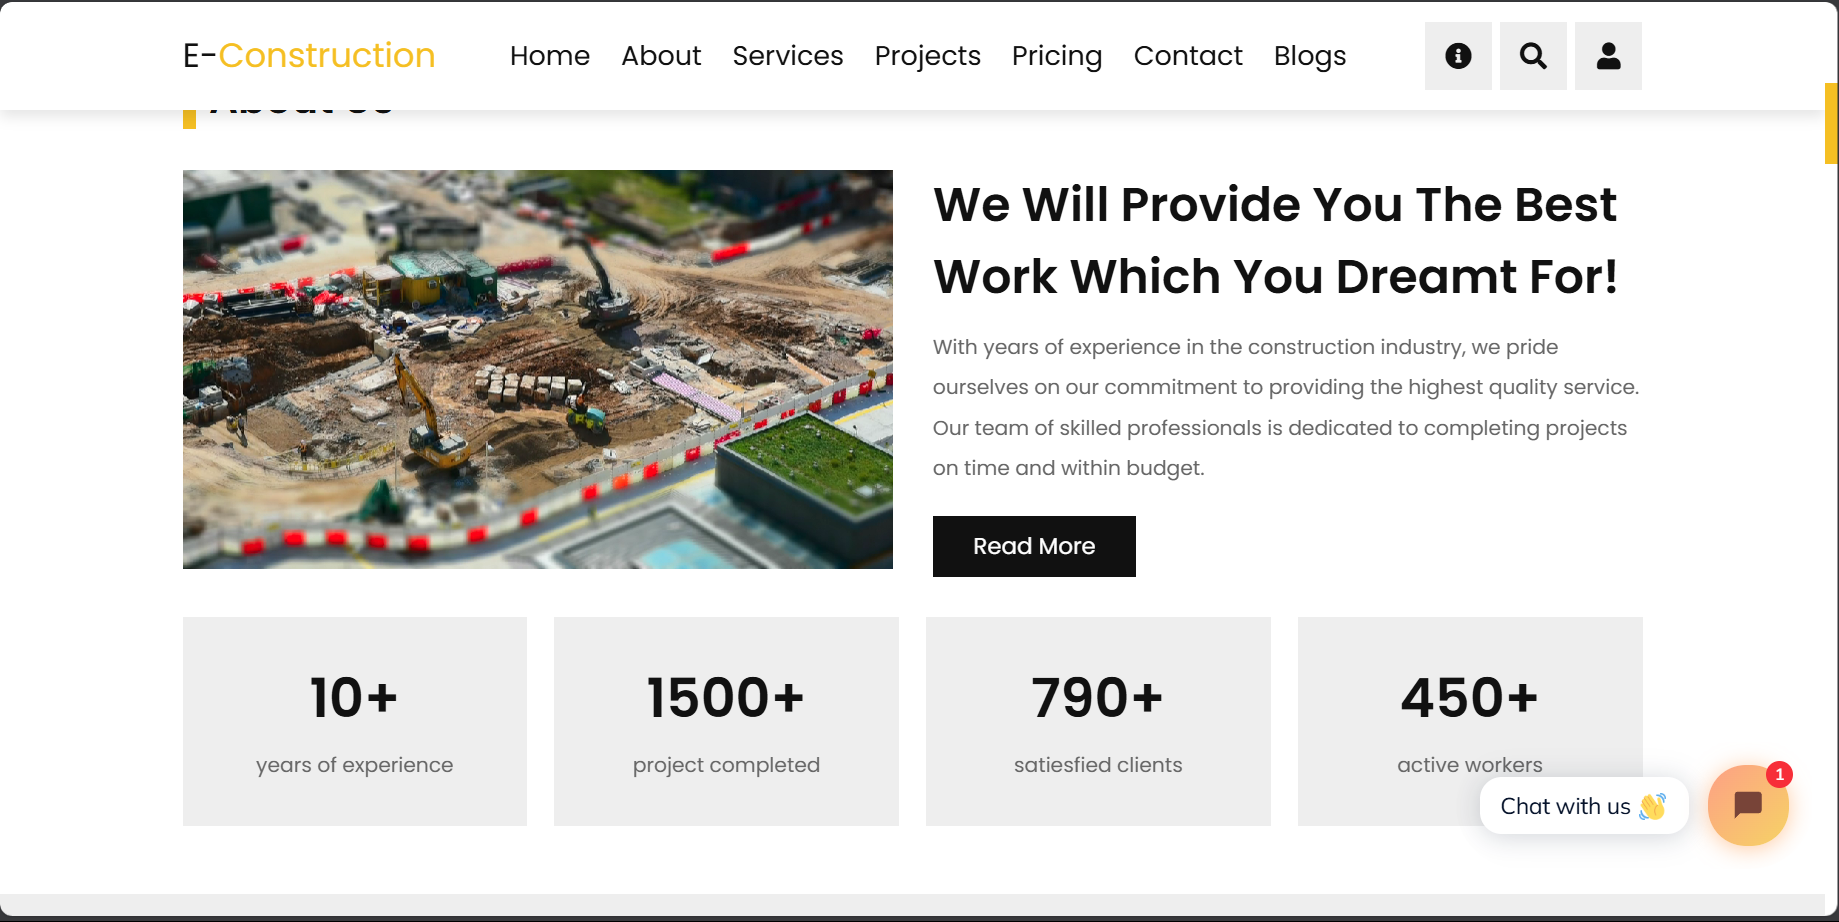 E-Construction
Home About Services Projects Pricing Contact Blogs
About Us
We Will Provide You The Best
Work Which You Dreamt For!
With years of experience in the construction industry, we pride
ourselves on our commitment to providing the highest quality service.
Our team of skilled professionals is dedicated to completing projects
on time and within budget.
Read More
10+
years of experience
1500+
project completed
790+
satiesfied clients
450+
active workers
1
Chat with us 👋